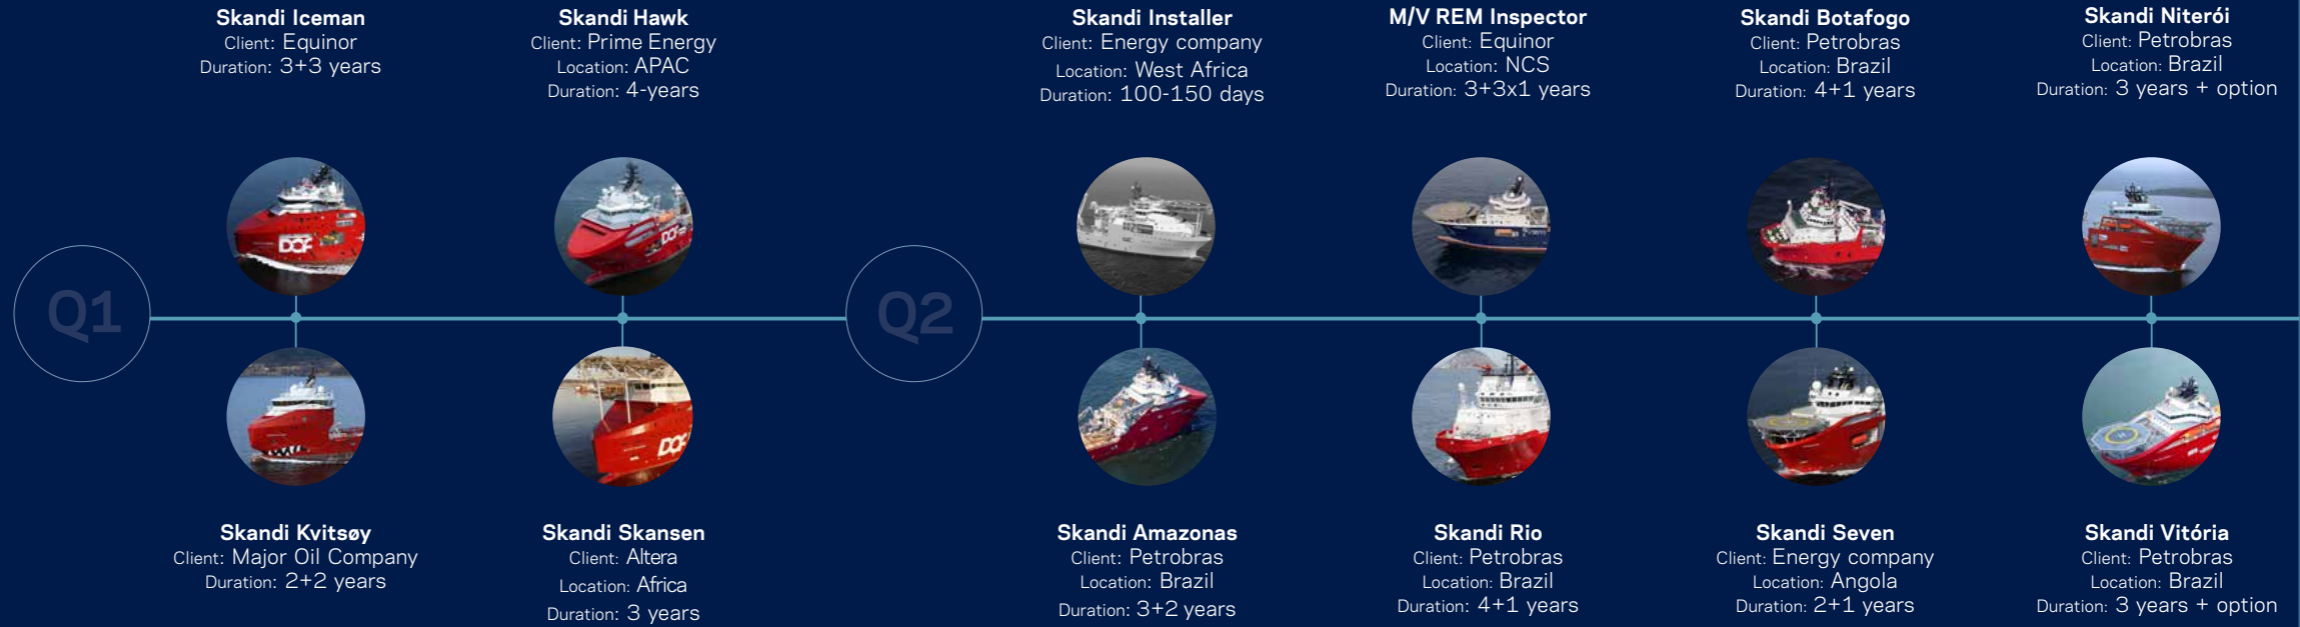 Skandi Iceman
Client: Equinor
Duration: 3+3 years
Skandi Hawk
Client: Prime Energy
Location: APAC
Duration: 4-years
Skandi Installer
Client: Energy company
Location: West Africa
Duration: 100-150 days
M/V REM Inspector
Client: Equinor
Location: NCS
Duration: 3+3x1 years
Skandi Botafogo
Client: Petrobras
Location: Brazil
Duration: 4+1 years
Skandi Niterói
Client: Petrobras
Location: Brazil
Duration: 3 years + option
DOF
DOF
Q1
Q2
DOF
Skandi Kvitsøy
Client: Major Oil Company
Duration: 2+2 years
Skandi Skansen
Client: Altera
Location: Africa
Duration: 3 years
Skandi Amazonas
Client: Petrobras
Location: Brazil
Duration: 3+2 years
Skandi Rio
Client: Petrobras
Location: Brazil
Duration: 4+1 years
Skandi Seven
Client: Energy company
Location: Angola
Duration: 2+1 years
Skandi Vitória
Client: Petrobras
Location: Brazil
Duration: 3 years + option